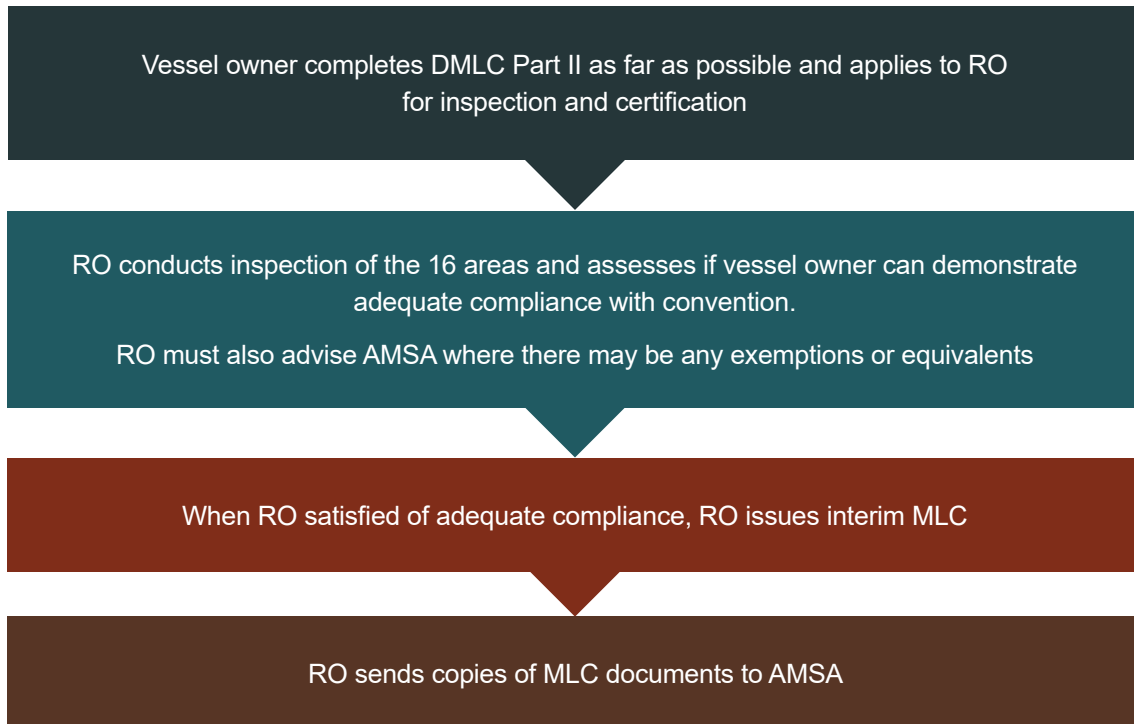 Vessel owner completes DMLC Part II as far as possible and applies to RO
for inspection and certification
RO conducts inspection of the 16 areas and assesses if vessel owner can demonstrate
adequate compliance with convention.
RO must also advise AMSA where there may be any exemptions or equivalents
When RO satisfied of adequate compliance, RO issues interim MLC
RO sends copies of MLC documents to AMSA